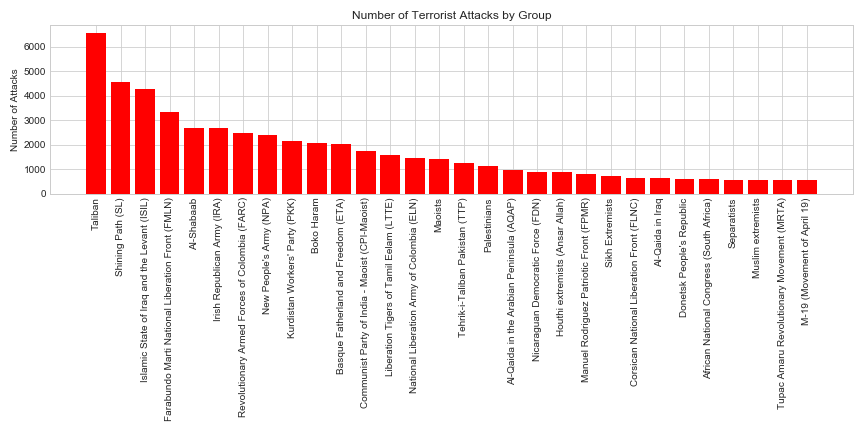 Number of Terrorist Attacks by Group
Number of Attacks
6000
5000
4000
3000
2000
1000
0
Taliban
Shining Path (SL)
Islamic State of Iraq and the Levant (ISIL)
Farabundo Marti National Liberation Front (FMLN)
Al-Shabaab
Irish Republican Army (IRA)
Revolutionary Armed Forces of Colombia (FARC)
New People's Army (NPA)
Kurdistan Workers' Party (PKK)
Boko Haram
Basque Fatherland and Freedom (ETA)
Communist Party of India - Maoist (CPI-Maoist)
Liberation Tigers of Tamil Eelam (LTTE)
National Liberation Army of Colombia (ELN)
Maoists
Tehrik-i-Taliban Pakistan (TTP)
Palestinians
Al-Qaida in the Arabian Peninsula (AQAP)
Nicaraguan Democratic Force (FDN)
Houthi extremists (Ansar Allah)
Manuel Rodriguez Patriotic Front (FPMR)
Sikh Extremists
Corsican National Liberation Front (FLNC)
Al-Qaida in Iraq
Donetsk People's Republic
African National Congress (South Africa)
Separatists
Muslim extremists
Tupac Amaru Revolutionary Movement (MRTA)
M-19 (Movement of April 19)